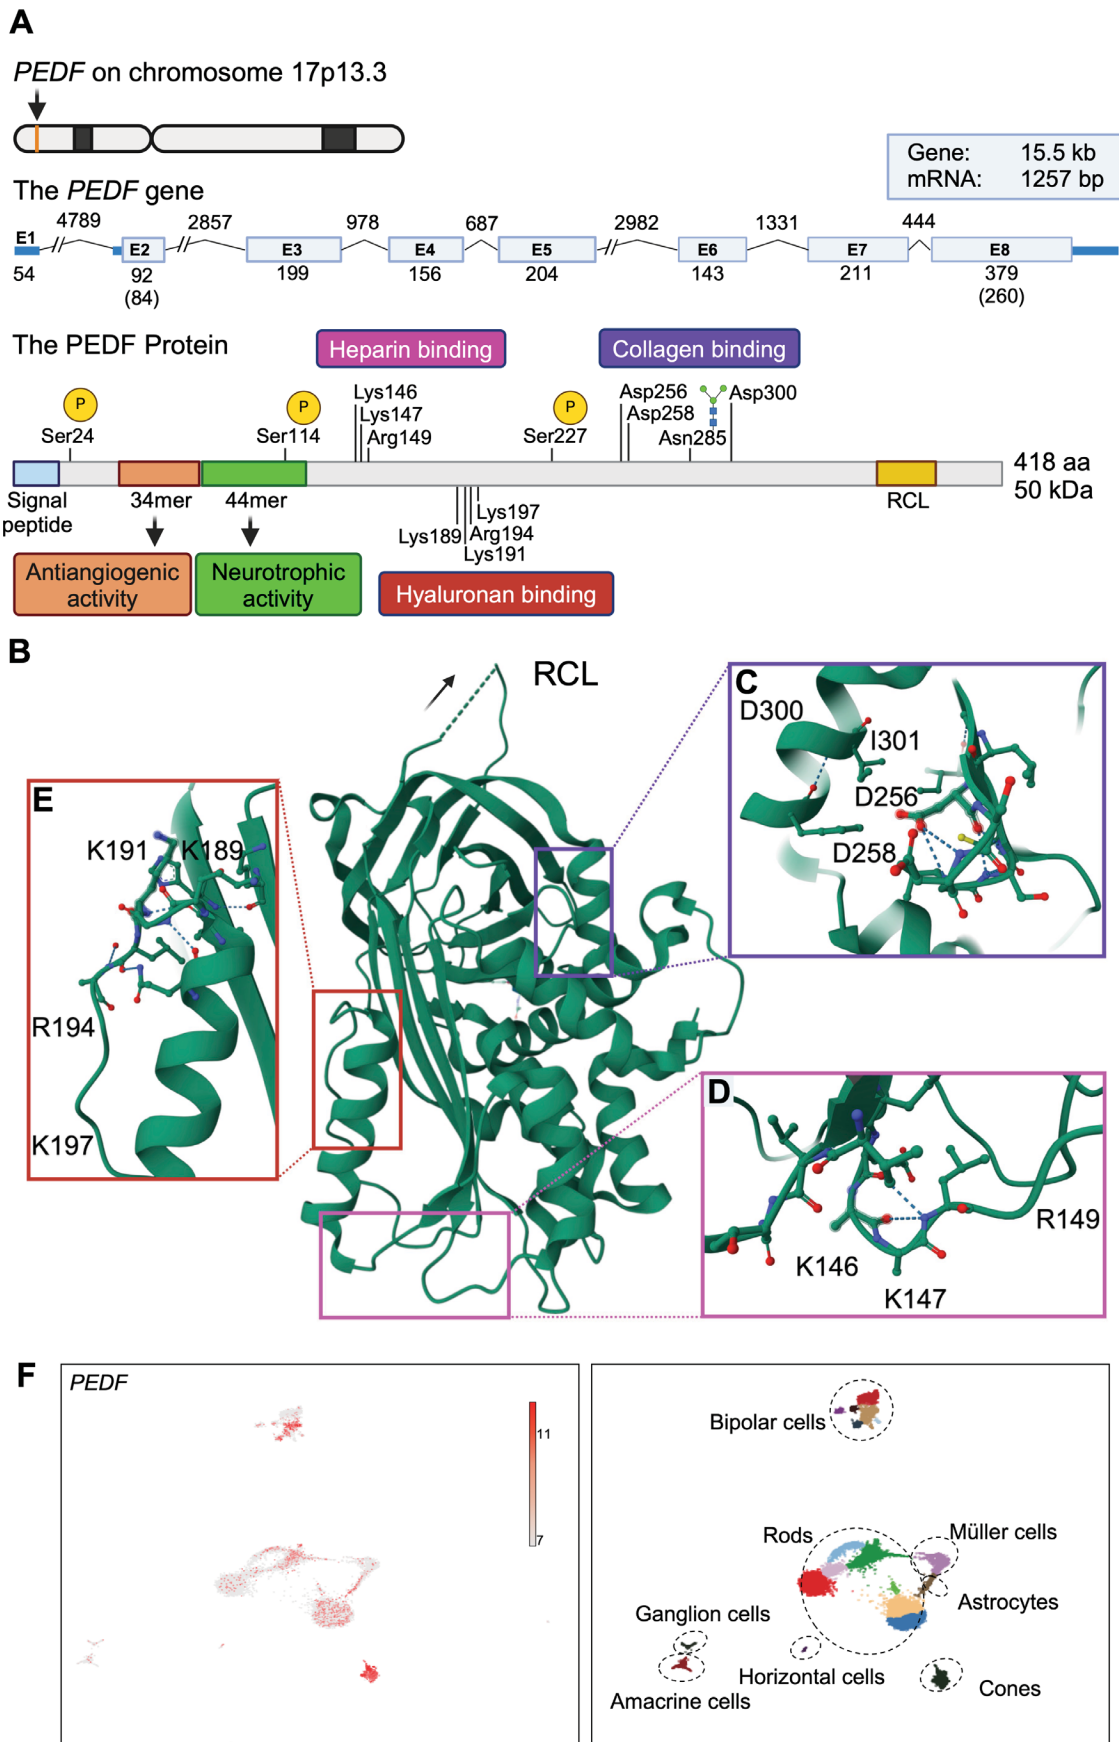 A
PEDF on chromosome 17p13.3
Gene: 15.5 kb
mRNA: 1257 bp
The PEDF gene
4789 2857 978 687 2982 1331 444
E1 E2 E3 E4 E5 E6 E7 E8
54 92 199 156 204 143 211 379
(84) (260)
The PEDF Protein
Heparin binding
Collagen binding
P P P
Ser24 Ser114 Ser227
Lys146
Lys147
Arg149
Asp256
Asp258
Asn285
Asp300
418 aa
50 kDa
Signal
peptide
34mer
44mer
RCL
Lys189
Lys197
Arg194
Lys191
Antiangiogenic
activity
Neurotrophic
activity
Hyaluronan binding
B
RCL
C
D300
I301
D256
D258
E
K191 K189
R194
K197
D
R149
K146
K147
F
PEDF
11
7
Bipolar cells
Rods
Müller cells
Astrocytes
Ganglion cells
Horizontal cells
Cones
Amacrine cells